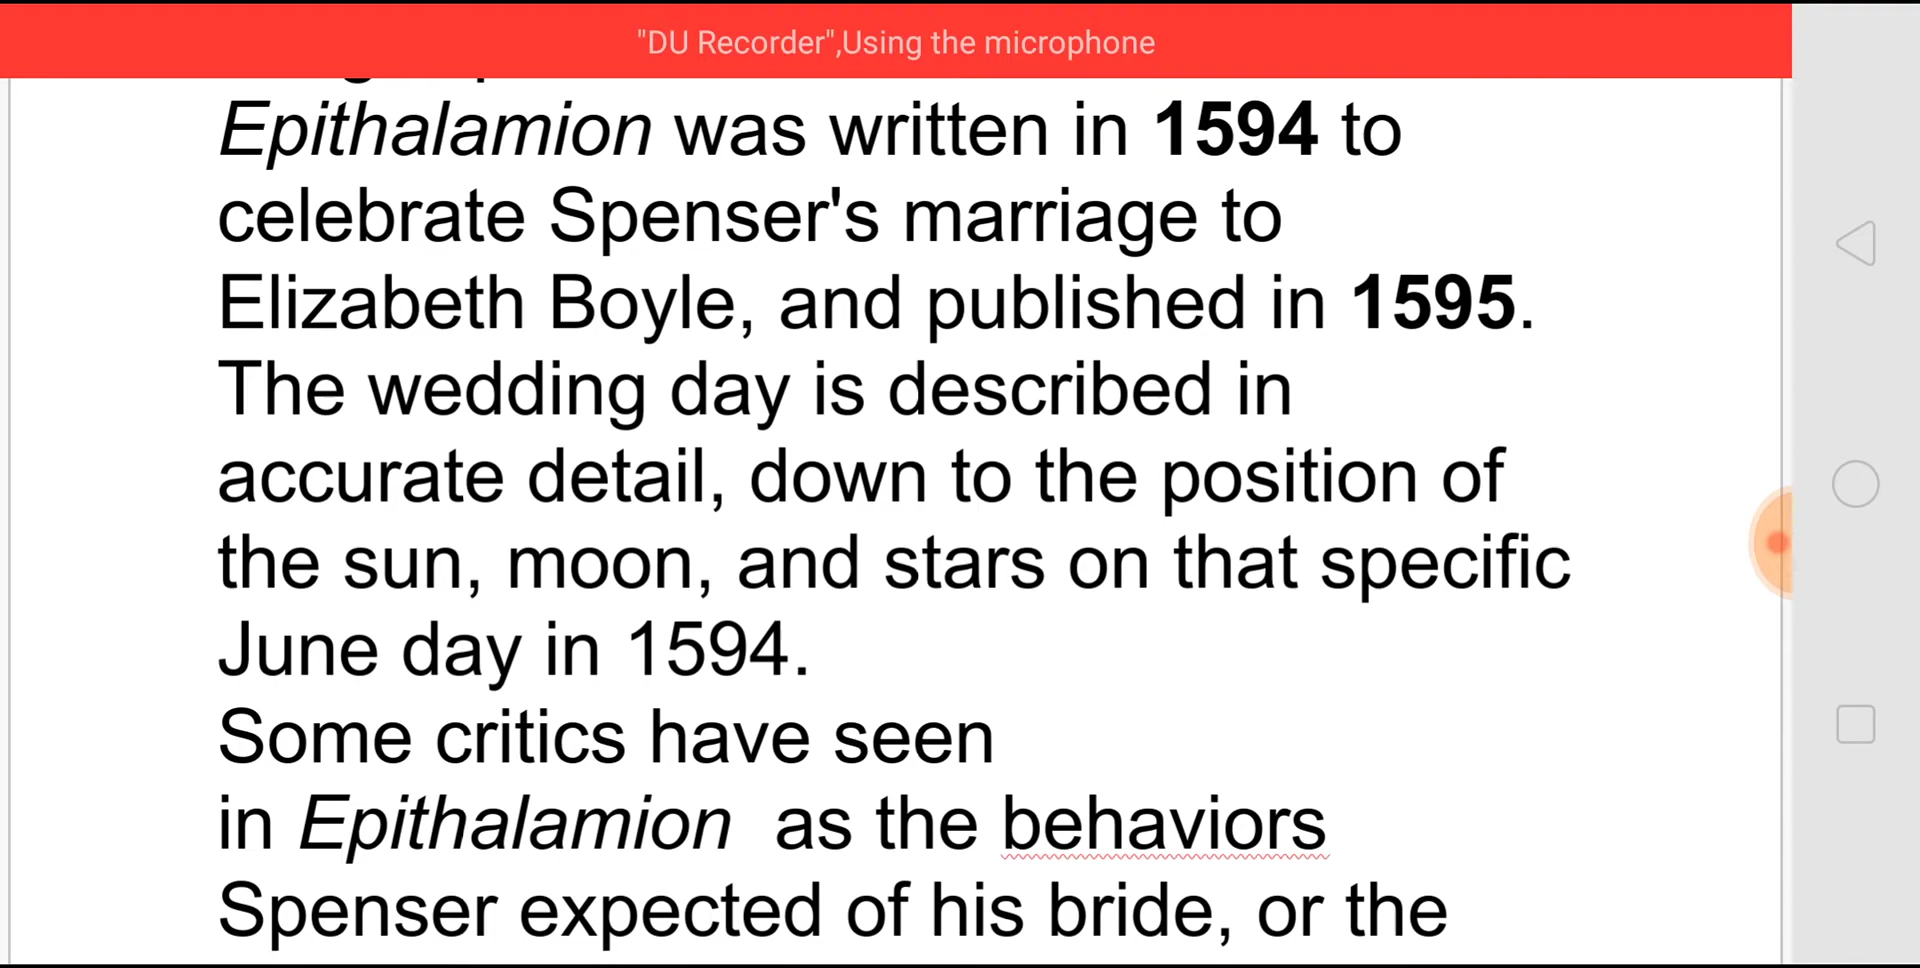 "DU Recorder",Using the microphone
Epithalamion was written in 1594 to
celebrate Spenser's marriage to
Elizabeth Boyle, and published in 1595.
The wedding day is described in
accurate detail, down to the position of
the sun, moon, and stars on that specific
June day in 1594.
Some critics have seen
in Epithalamion  as the behaviors
Spenser expected of his bride, or the